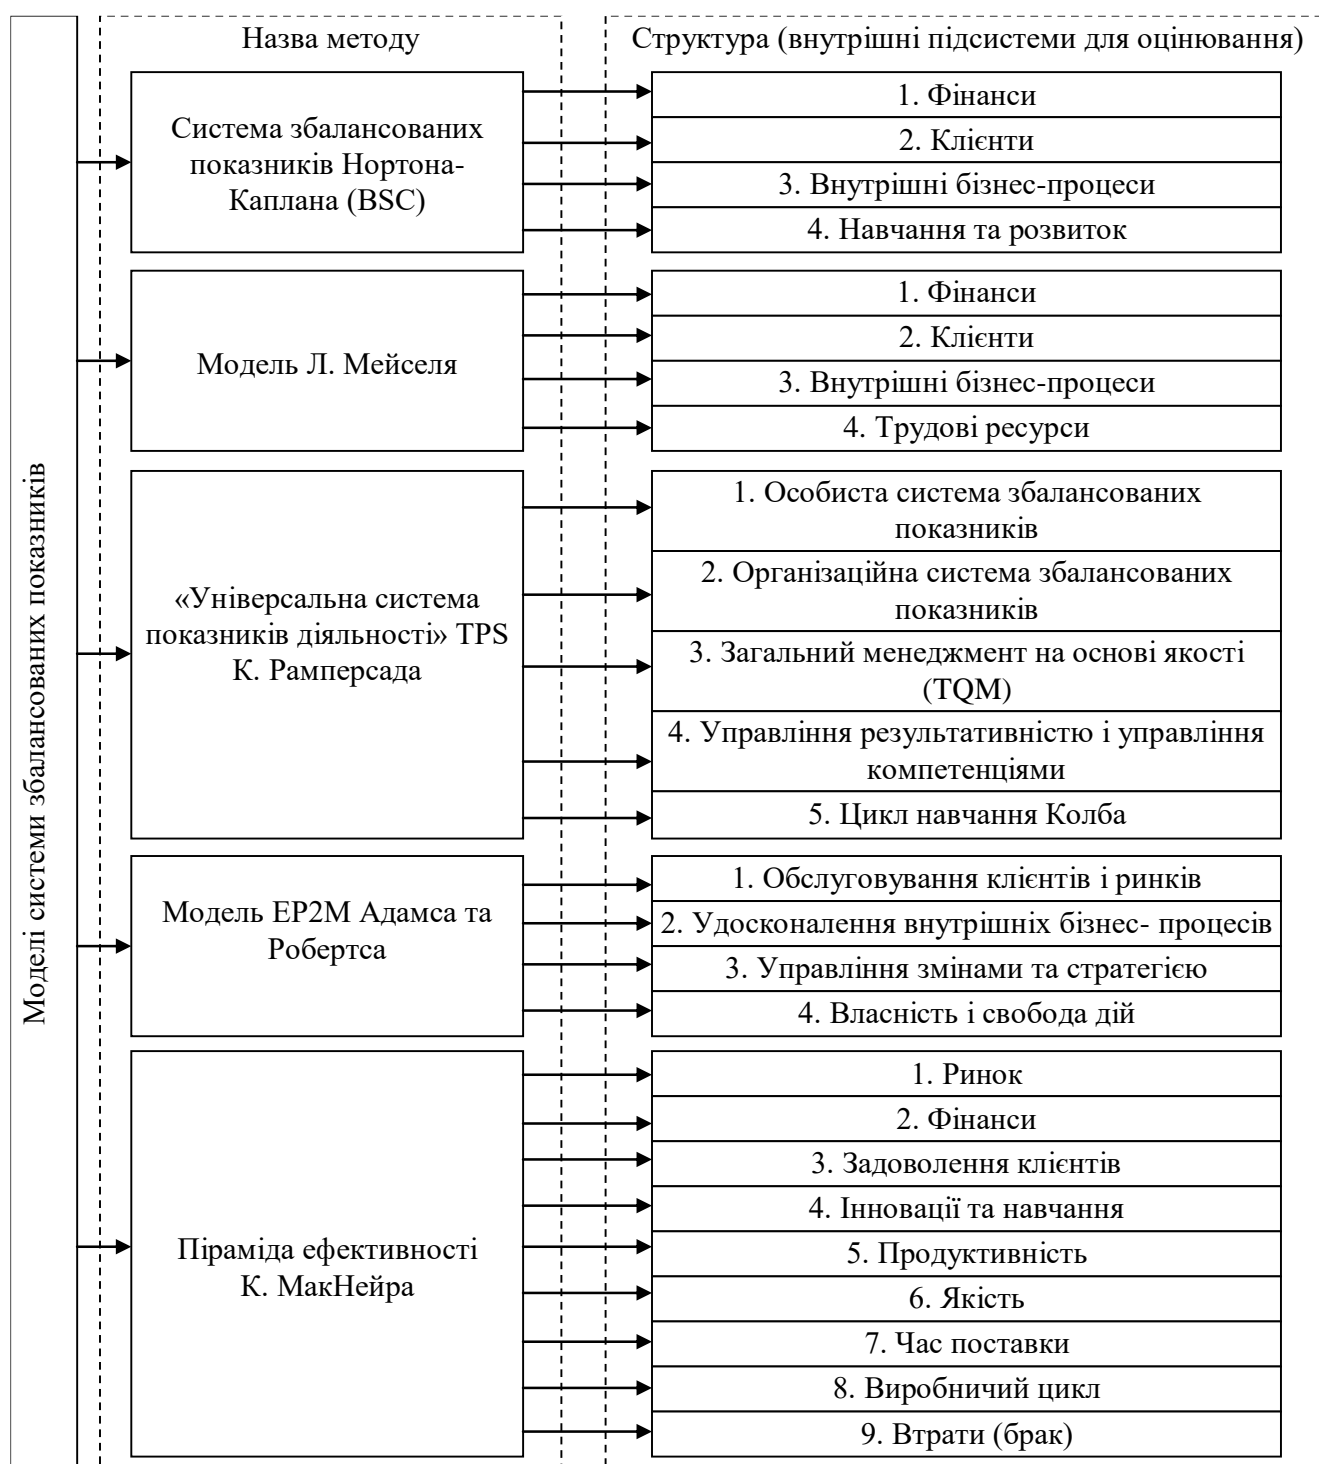 Моделі системи збалансованих показників
Назва методу
Структура (внутрішні підсистеми для оцінювання)
Система збалансованих
показників Нортона-
Каплана (BSC)
1. Фінанси
2. Клієнти
3. Внутрішні бізнес-процеси
4. Навчання та розвиток
Модель Л. Мейселя
1. Фінанси
2. Клієнти
3. Внутрішні бізнес-процеси
4. Трудові ресурси
«Універсальна система
показників діяльності» TPS
К. Рамперсада
1. Особиста система збалансованих
показників
2. Організаційна система збалансованих
показників
3. Загальний менеджмент на основі якості
(TQM)
4. Управління результативністю і управління
компетенціями
5. Цикл навчання Колба
Модель EP2M Адамса та
Робертса
1. Обслуговування клієнтів і ринків
2. Удосконалення внутрішніх бізнес- процесів
3. Управління змінами та стратегією
4. Власність і свобода дій
Піраміда ефективності
К. МакНейра
1. Ринок
2. Фінанси
3. Задоволення клієнтів
4. Інновації та навчання
5. Продуктивність
6. Якість
7. Час поставки
8. Виробничий цикл
9. Втрати (брак)